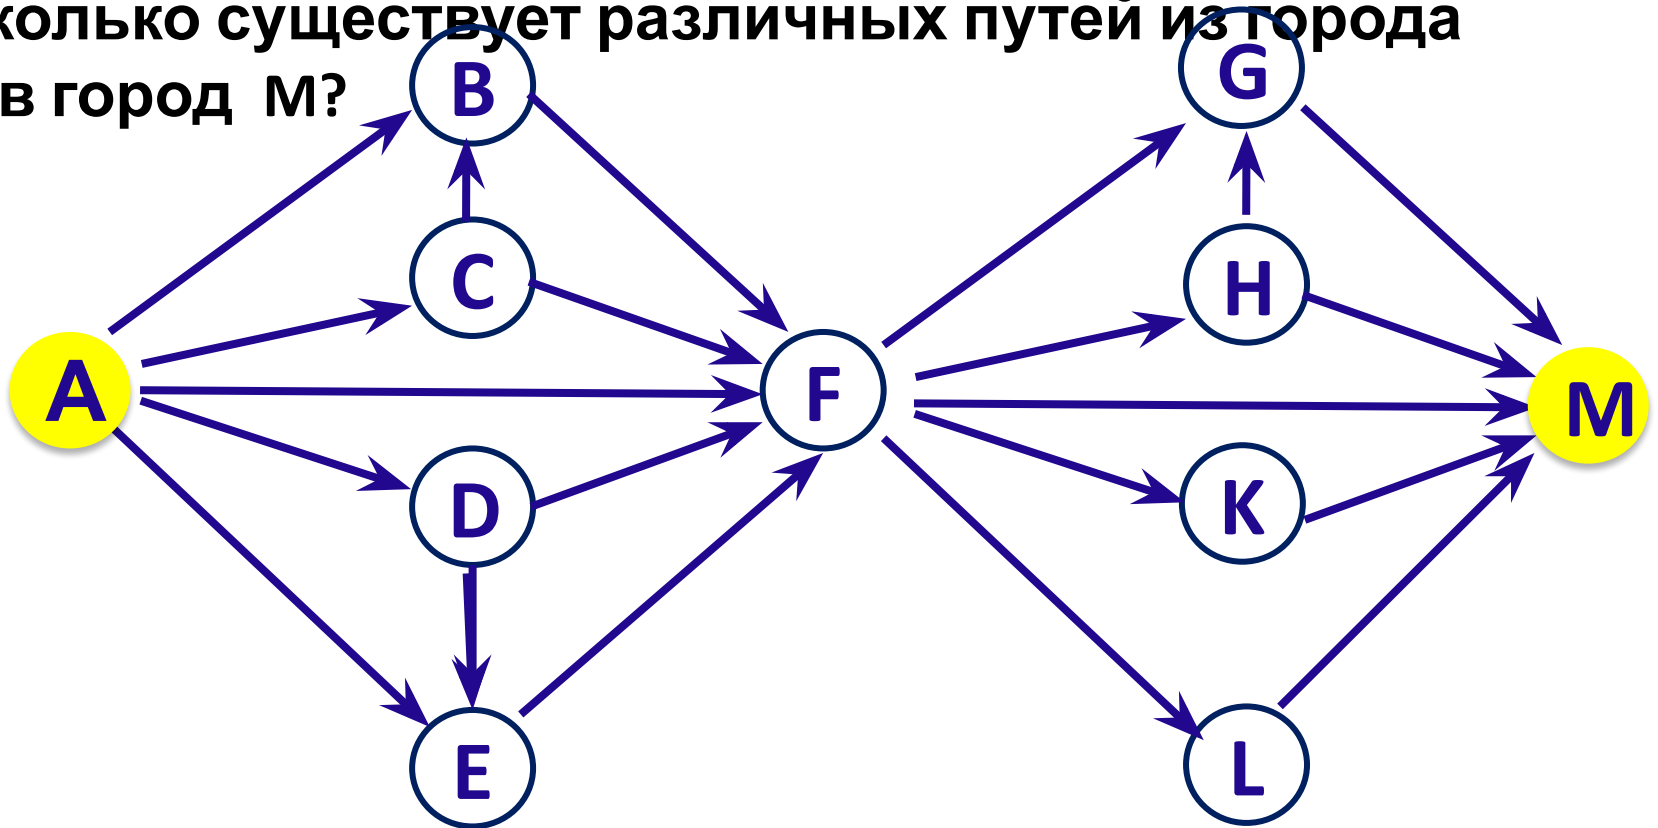 колько существует различных путей из города
в город M?
B
G
C
H
A
F
M
D
K
E
L